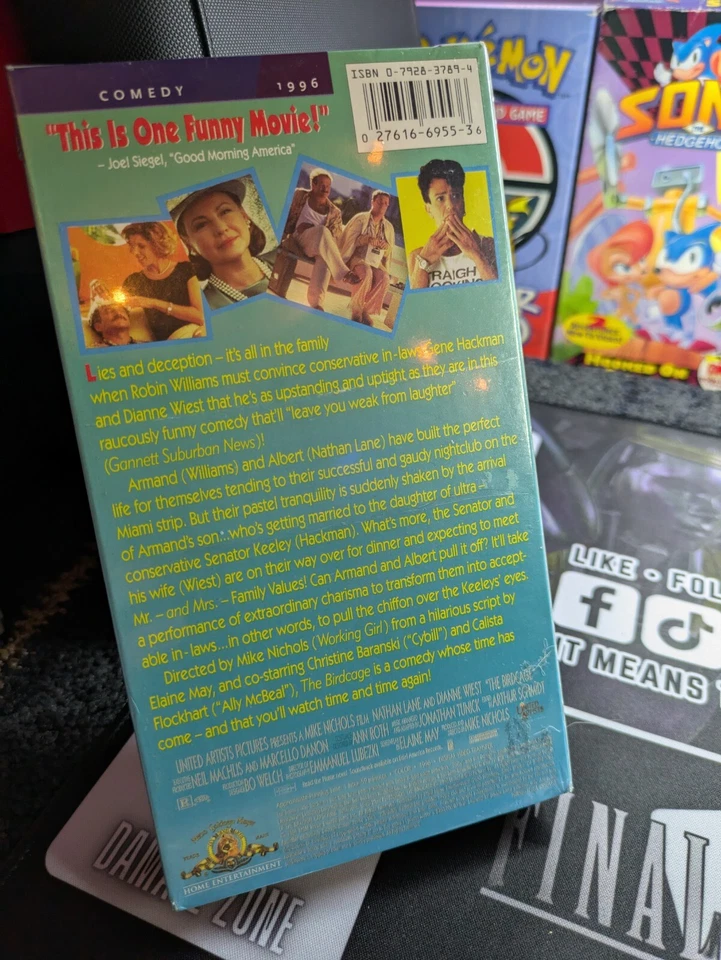 COMEDY 1996
ISBN 0-7928-3789-4
0 27616-6955-3 6
"This Is One Funny Movie!"
– Joel Siegel, "Good Morning America"
RAIGH
Lies and deception – it's all in the family
when Robin Williams must convince conservative in-laws Gene Hackman
and Dianne Wiest that he's as upstanding and uptight as they are in this
raucously funny comedy that'll "leave you weak from laughter"
(Gannett Suburban News)!
Armand (Williams) and Albert (Nathan Lane) have built the perfect
life for themselves tending to their successful and gaudy nightclub on the
Miami strip. But their pastel tranquility is suddenly shaken by the arrival
of Armand's son...who's getting married to the daughter of ultra–
conservative Senator Keeley (Hackman). What's more, the Senator and
his wife (Wiest) are on their way over for dinner and expecting to meet
Mr. – and Mrs. – Family Values! Can Armand and Albert pull it off? It'll take
a performance of extraordinary charisma to transform them into accept-
able in-laws...in other words, to pull the chiffon over the Keeleys' eyes.
Directed by Mike Nichols (Working Girl) from a hilarious script by
Elaine May, and co-starring Christine Baranski ("Cybill") and Calista
Flockhart ("Ally McBeal"), The Birdcage is a comedy whose time has
come – and that you'll watch time and time again!
UNITED ARTISTS PICTURES PRESENTS A MIKE NICHOLS FILM NATHAN LANE AND DIANNE WIEST "THE BIRDCAGE"
NEIL MACHLIS AND MARCELLO DANON ANN ROTH JONATHAN TUNICK ARTHUR SCHMIDT
BO WELCH EMMANUEL LUBEZKI ELAINE MAY MIKE NICHOLS
R
HOME ENTERTAINMENT
POKéMON
GAME
SONIC
THE
HEDGEHOG
2
HOOKED ON
LIKE • FOL
IT MEANS
FINAL
DAMAGE ZONE